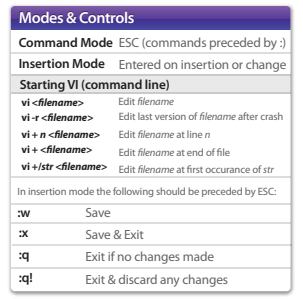 Modes & Controls
Command Mode ESC (commands preceded by :)
Insertion Mode Entered on insertion or change
Starting VI (command line)
vi <filename> Edit filename
vi -r <filename> Edit last version of filename after crash
vi + n <filename> Edit filename at line n
vi + <filename> Edit filename at end of file
vi +/str <filename> Edit filename at first occurance of str
In insertion mode the following should be preceded by ESC:
:w Save
:x Save & Exit
:q Exit if no changes made
:q! Exit & discard any changes